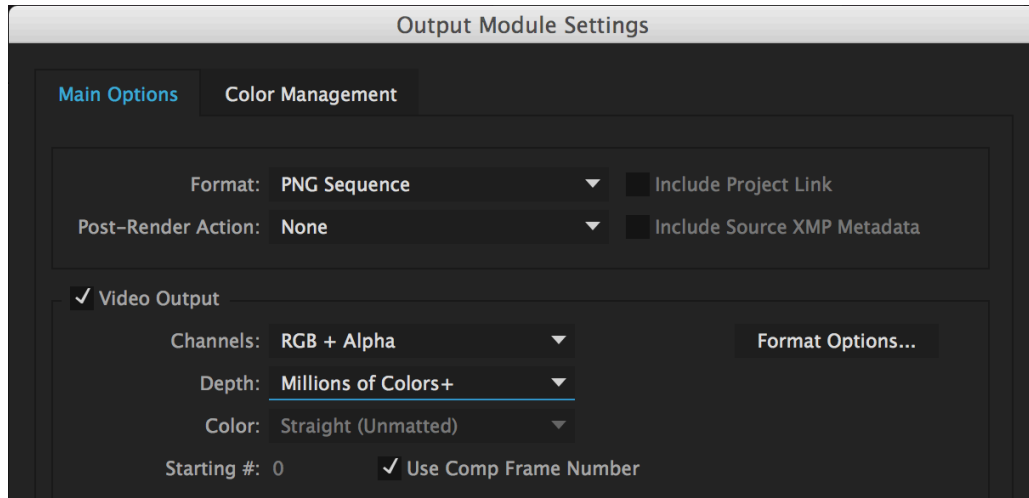 Output Module Settings
Main Options Color Management
Format: PNG Sequence Include Project Link
Post-Render Action: None Include Source XMP Metadata
Video Output
Channels: RGB + Alpha Format Options...
Depth: Millions of Colors+
Color: Straight (Unmatted)
Starting #: 0 Use Comp Frame Number